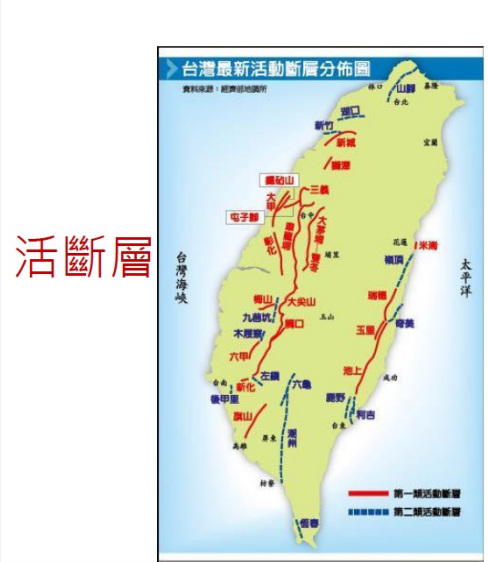 活斷層
台灣最新活動斷層分佈圖
資料來源：經濟部地調所
林口
山腳
基隆
台北
湖口
新竹
新城
宜蘭
獅潭
鐵砧山
三義
大甲
屯子腳
台中
車籠埔
大茅埔—雙冬
彰化
埔里
花蓮
米崙
嶺頂
台灣海峽
太平洋
瑞穗
梅山
大尖山
九芎坑
觸口
玉山
奇美
木屐寮
玉里
六甲
池上
左鎮
六龜
成功
台南
新化
後甲里
鹿野
利吉
旗山
潮州
屏東
台東
高雄
枋寮
第一類活動斷層
第二類活動斷層
恆春